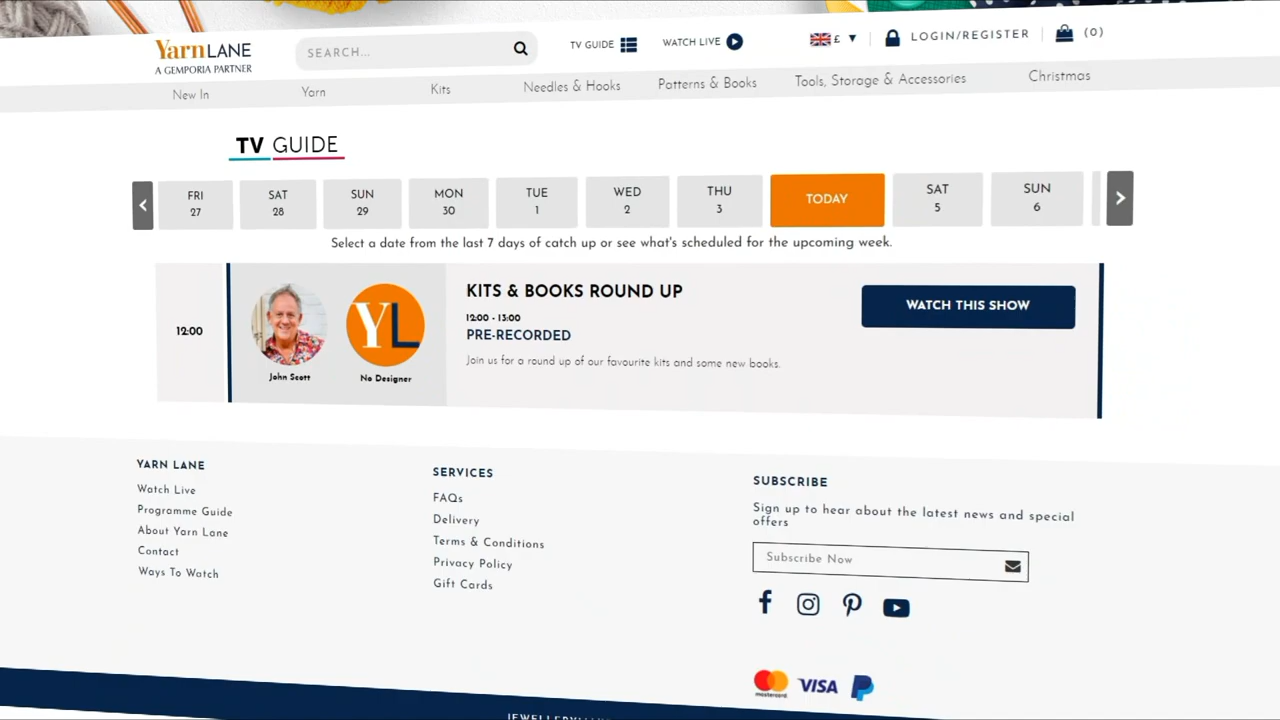 YarnLANE
A GEMPORIA PARTNER
SEARCH...
TV GUIDE
WATCH LIVE
£
LOGIN/REGISTER
(0)
New In
Yarn
Kits
Needles & Hooks
Patterns & Books
Tools, Storage & Accessories
Christmas
TV GUIDE
FRI
27
SAT
28
SUN
29
MON
30
TUE
1
WED
2
THU
3
TODAY
SAT
5
SUN
6
Select a date from the last 7 days of catch up or see what's scheduled for the upcoming week.
12:00
YL
John Scott
No Designer
KITS & BOOKS ROUND UP
12:00 - 13:00
PRE-RECORDED
Join us for a round up of our favourite kits and some new books.
WATCH THIS SHOW
YARN LANE
Watch Live
Programme Guide
About Yarn Lane
Contact
Ways To Watch
SERVICES
FAQs
Delivery
Terms & Conditions
Privacy Policy
Gift Cards
SUBSCRIBE
Sign up to hear about the latest news and special
offers
Subscribe Now
mastercard
VISA